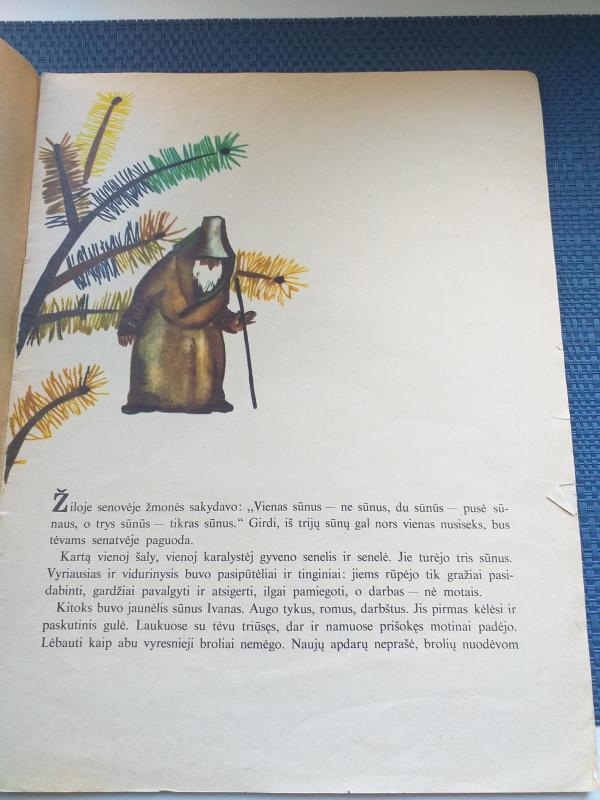 Žiloje senovėje žmonės sakydavo: „Vienas sūnus — ne sūnus, du sūnūs — pusė sū-
naus, o trys sūnūs — tikras sūnus.“ Girdi, iš trijų sūnų gal nors vienas nusiseks, bus
tėvams senatvėje paguoda.
Kartą vienoj šaly, vienoj karalystėj gyveno senelis ir senelė. Jie turėjo tris sūnus.
Vyriausias ir vidurinysis buvo pasipūtėliai ir tinginiai: jiems rūpėjo tik gražiai pasi-
dabinti, gardžiai pavalgyti ir atsigerti, ilgai pamiegoti, o darbas — nė motais.
Kitoks buvo jaunėlis sūnus Ivanas. Augo tykus, romus, darbštus. Jis pirmas kėlėsi ir
paskutinis gulė. Laukuose su tėvu triūsęs, dar ir namuose prišokęs motinai padėjo.
Lėbauti kaip abu vyresnieji broliai nemėgo. Naujų apdarų neprašė, brolių nuodėvom